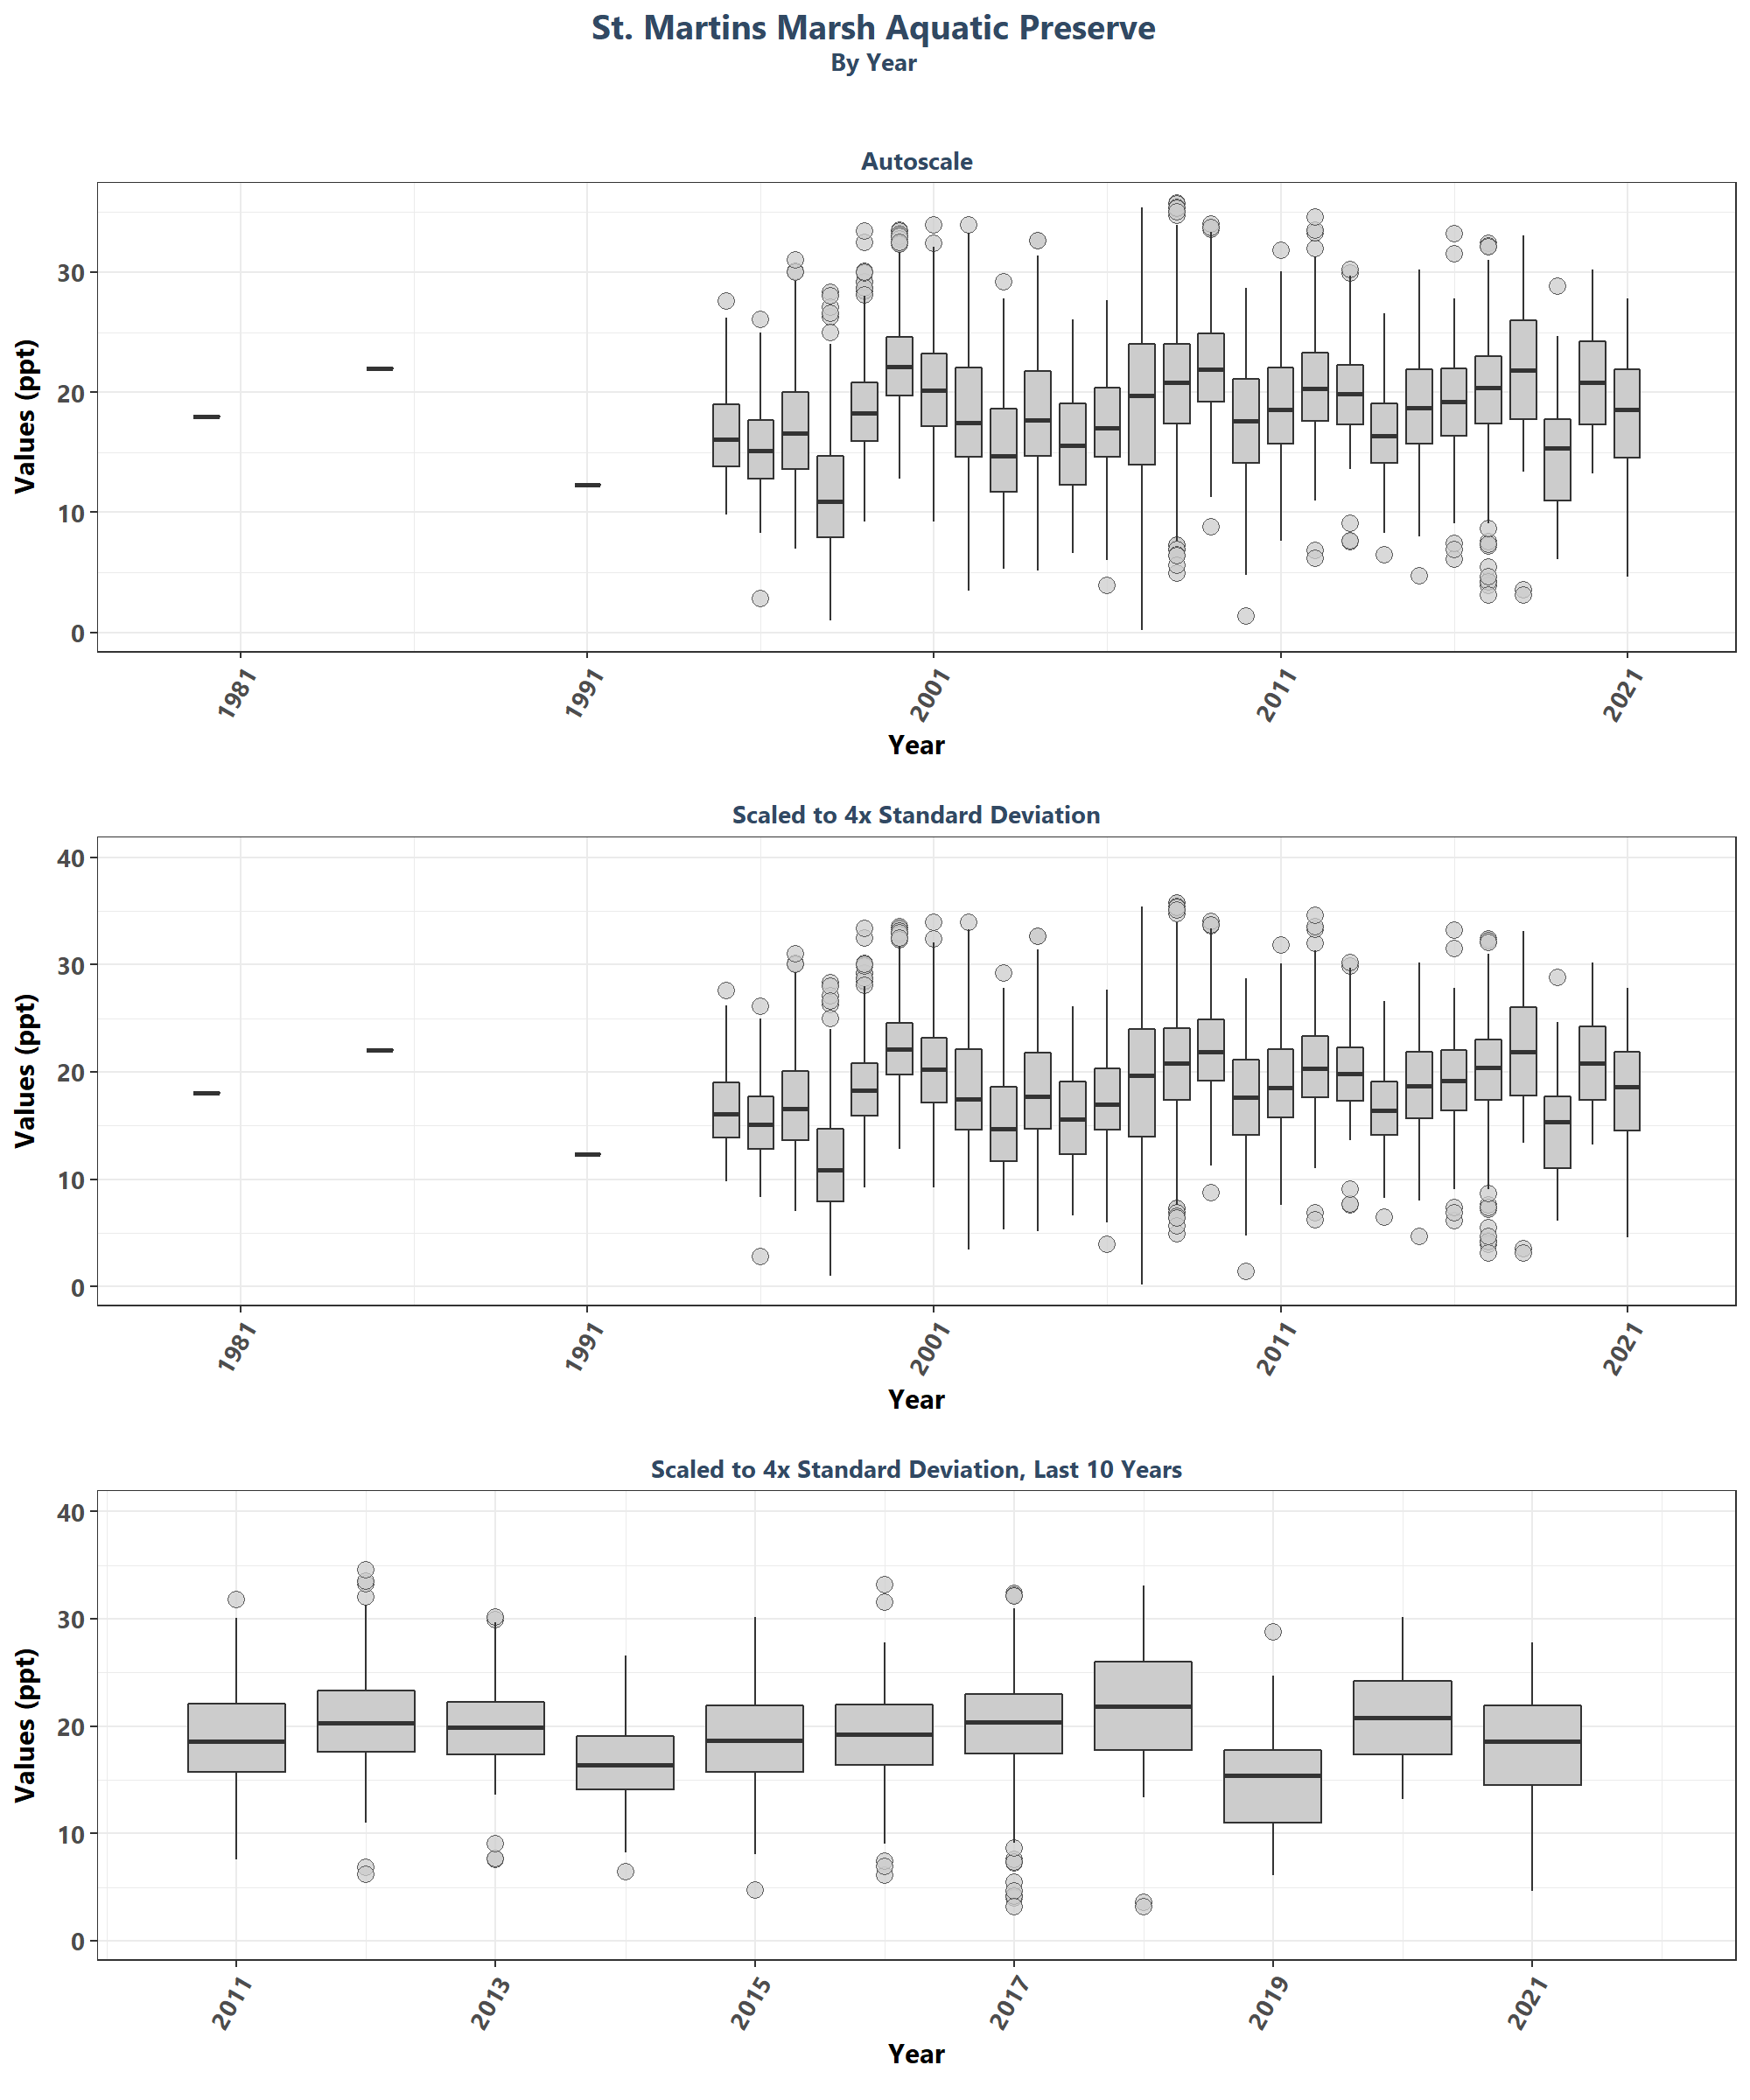 St. Martins Marsh Aquatic Preserve
By Year
Autoscale
Values (ppt)
30
20
10
0
1981
1991
2001
2011
2021
Year
Scaled to 4x Standard Deviation
Values (ppt)
40
30
20
10
0
1981
1991
2001
2011
2021
Year
Scaled to 4x Standard Deviation, Last 10 Years
Values (ppt)
40
30
20
10
0
2011
2013
2015
2017
2019
2021
Year